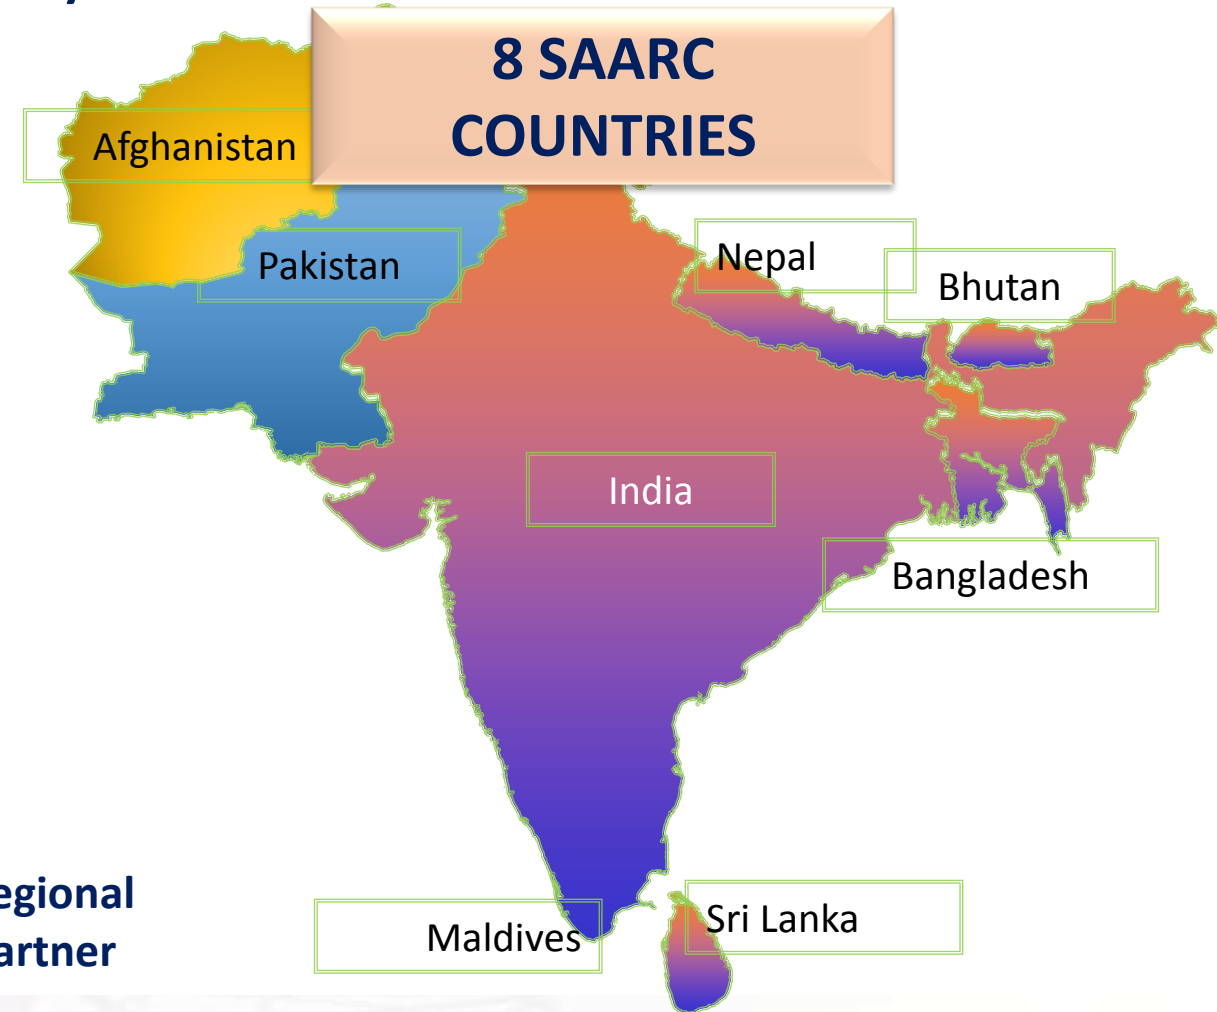 8 SAARC
COUNTRIES
Afghanistan
Pakistan
Nepal
Bhutan
India
Bangladesh
Maldives
Sri Lanka
egional
artner